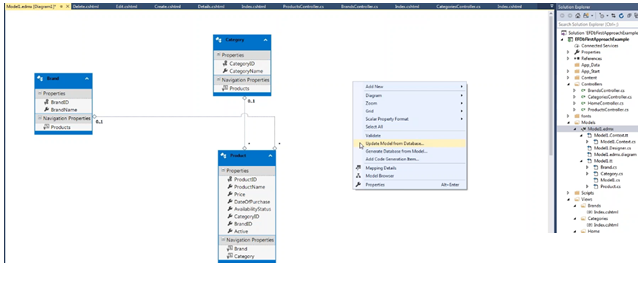 Model1.edmx [Diagram1]*
Delete.cshtml
Edit.cshtml
Create.cshtml
Details.cshtml
Index.cshtml
ProductsController.cs
BrandsController.cs
Index.cshtml
CategoriesController.cs
Index.cshtml
Brand
Properties
BrandID
BrandName
Navigation Properties
Products
0..1
Category
Properties
CategoryID
CategoryName
Navigation Properties
Products
0..1
*
*
Product
Properties
ProductID
ProductName
Price
DateOfPurchase
AvailabilityStatus
CategoryID
BrandID
Active
Navigation Properties
Brand
Category
Add New
Diagram
Zoom
Grid
Scalar Property Format
Select All
Validate
Update Model from Database...
Generate Database from Model...
Add Code Generation Item...
Mapping Details
Model Browser
Properties Alt+Enter
Solution Explorer
Search Solution Explorer (Ctrl+;)
Solution 'EFDbFirstApproachExample'
EFDbFirstApproachExample
Connected Services
Properties
References
App_Data
App_Start
Content
Controllers
BrandsController.cs
CategoriesController.cs
HomeController.cs
ProductsController.cs
fonts
Models
Model1.edmx
Model1.Context.tt
Model1.Context.cs
Model1.Designer.cs
Model1.edmx.diagram
Model1.tt
Brand.cs
Category.cs
Model1.cs
Product.cs
Scripts
Views
Brands
Index.cshtml
Categories
Index.cshtml
Home